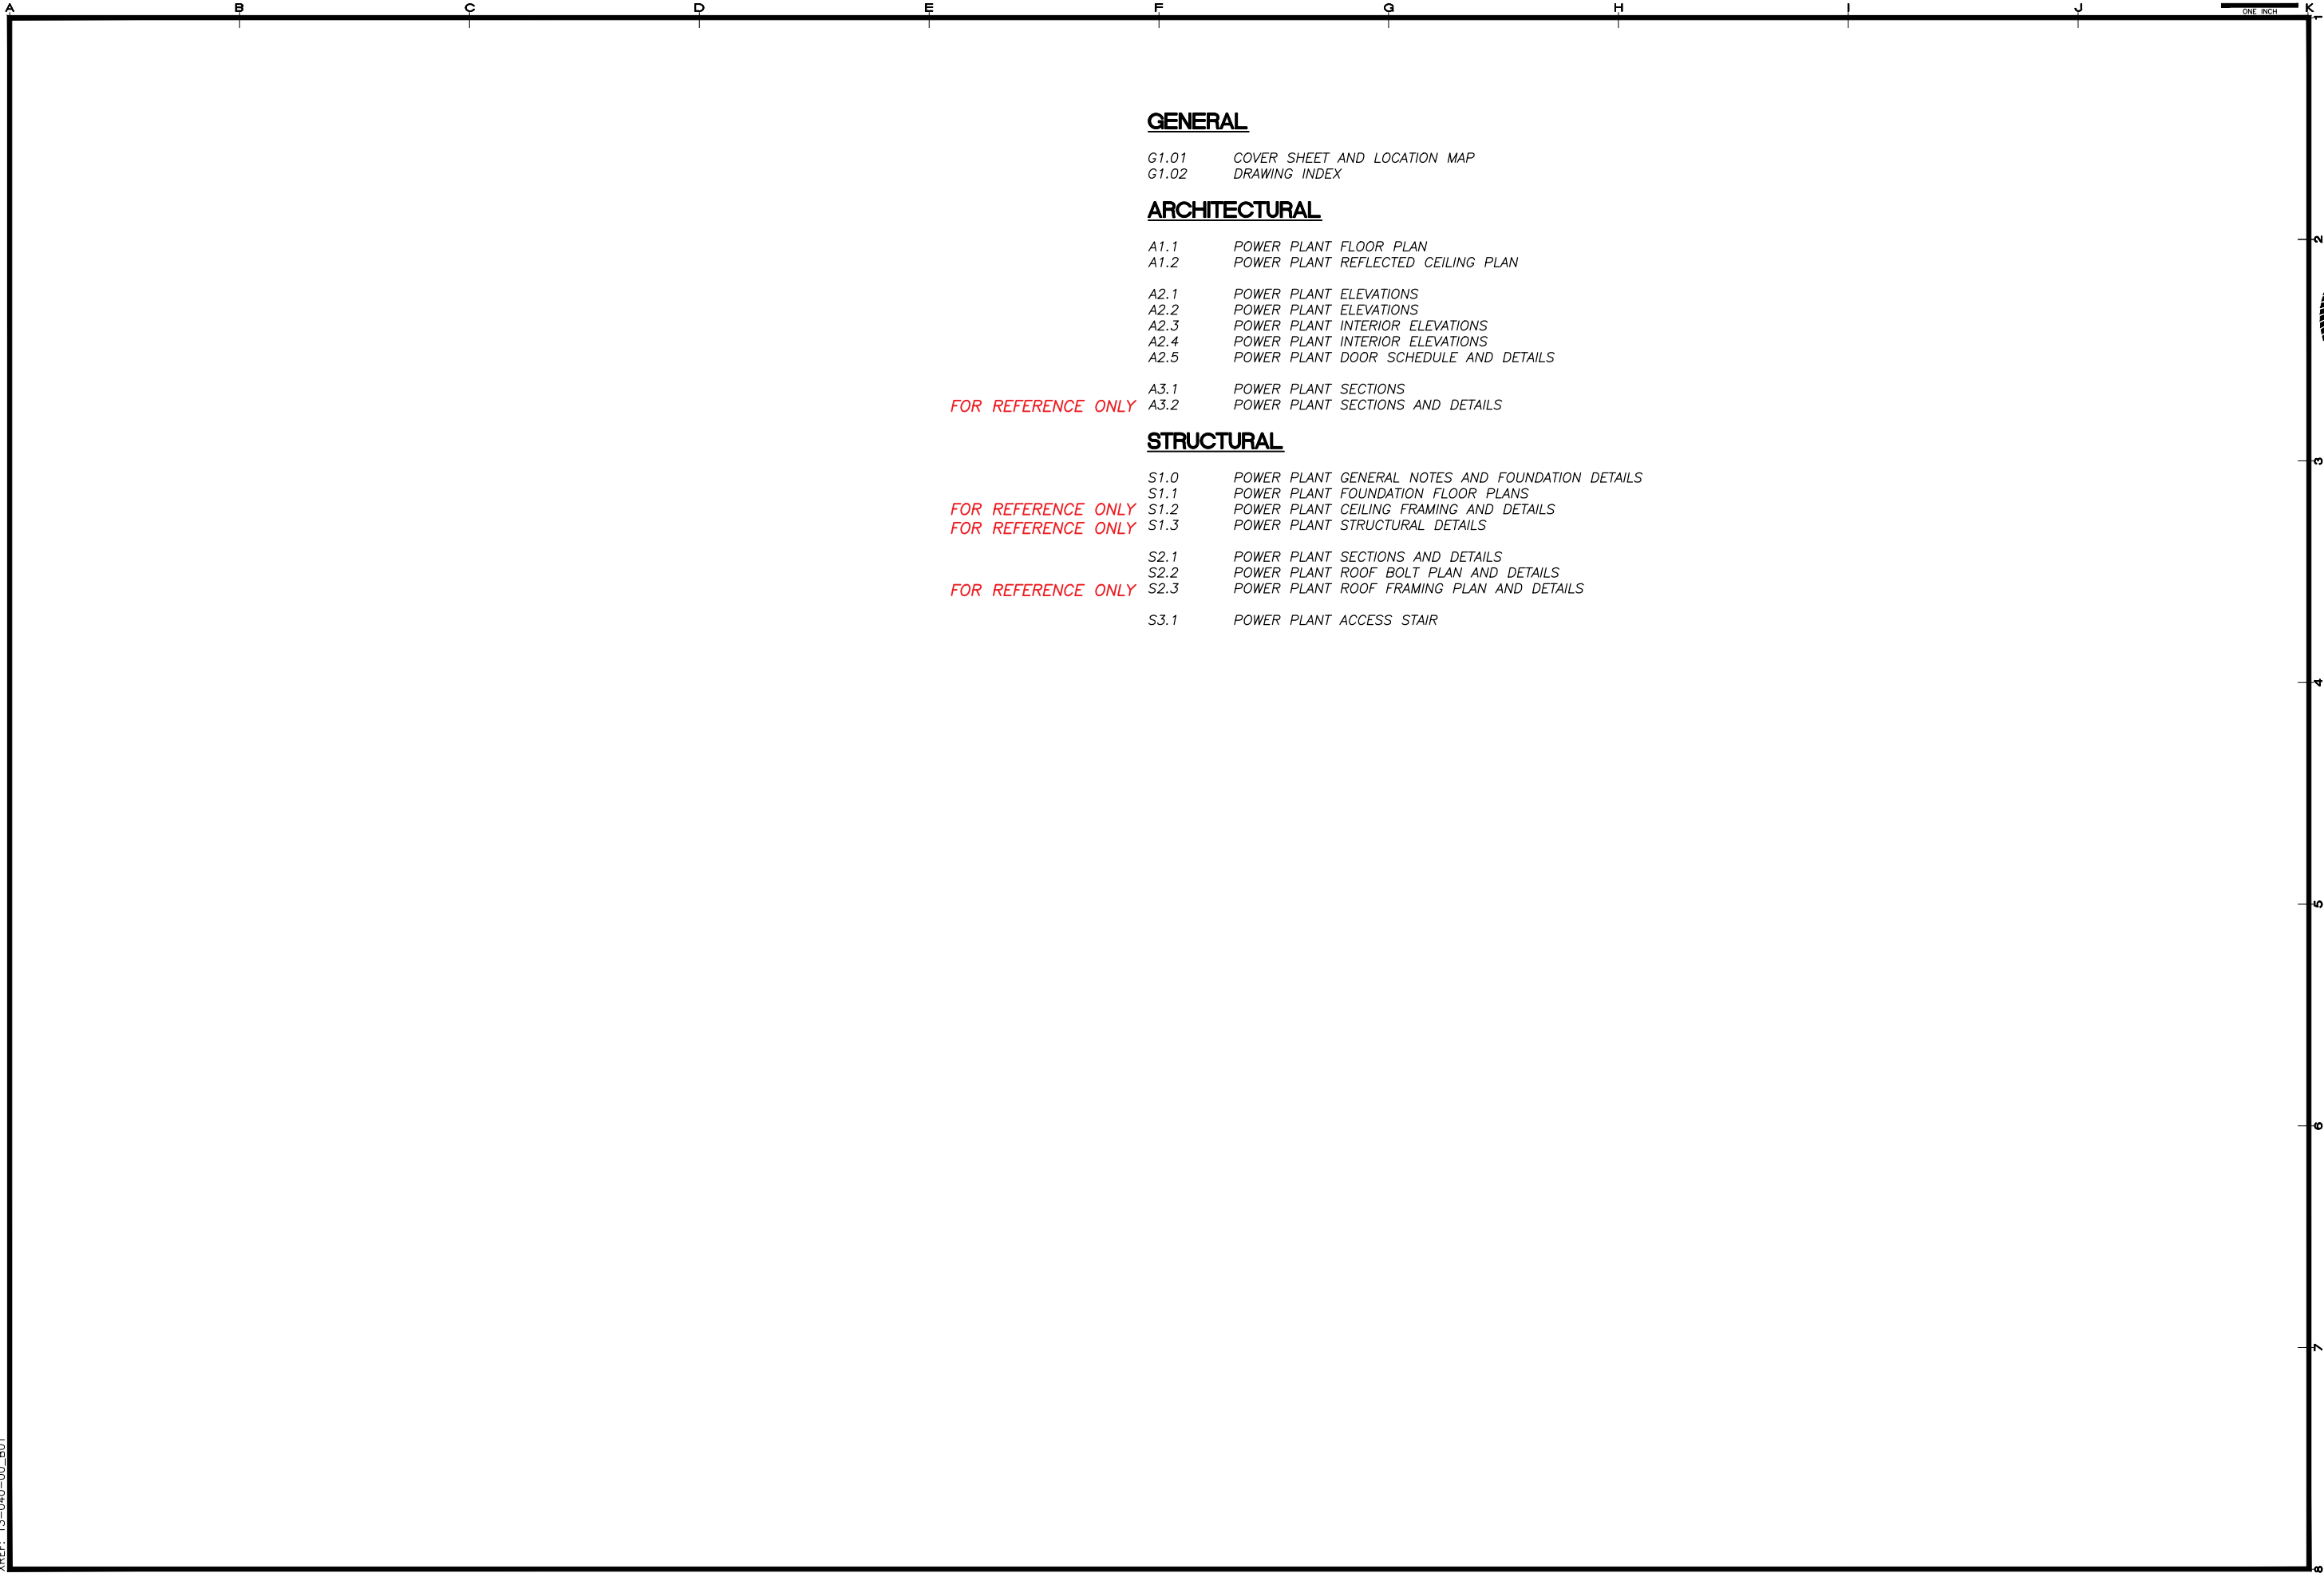 A B C D E F G H I J K
ONE INCH
1
GENERAL
G1.01 COVER SHEET AND LOCATION MAP
G1.02 DRAWING INDEX
ARCHITECTURAL
2
A1.1 POWER PLANT FLOOR PLAN
A1.2 POWER PLANT REFLECTED CEILING PLAN
A2.1 POWER PLANT ELEVATIONS
A2.2 POWER PLANT ELEVATIONS
A2.3 POWER PLANT INTERIOR ELEVATIONS
A2.4 POWER PLANT INTERIOR ELEVATIONS
A2.5 POWER PLANT DOOR SCHEDULE AND DETAILS
A3.1 POWER PLANT SECTIONS
FOR REFERENCE ONLY A3.2 POWER PLANT SECTIONS AND DETAILS
STRUCTURAL
3
S1.0 POWER PLANT GENERAL NOTES AND FOUNDATION DETAILS
S1.1 POWER PLANT FOUNDATION FLOOR PLANS
FOR REFERENCE ONLY S1.2 POWER PLANT CEILING FRAMING AND DETAILS
FOR REFERENCE ONLY S1.3 POWER PLANT STRUCTURAL DETAILS
S2.1 POWER PLANT SECTIONS AND DETAILS
S2.2 POWER PLANT ROOF BOLT PLAN AND DETAILS
FOR REFERENCE ONLY S2.3 POWER PLANT ROOF FRAMING PLAN AND DETAILS
S3.1 POWER PLANT ACCESS STAIR
4
5
6
7
8